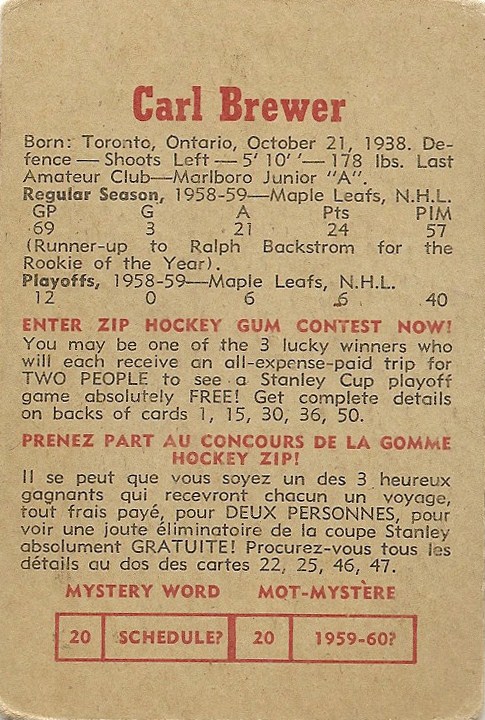 Carl Brewer
Born: Toronto, Ontario, October 21, 1938. De-
fence — Shoots Left — 5' 10'' — 178 lbs. Last
Amateur Club — Marlboro Junior "A".
Regular Season, 1958-59 — Maple Leafs, N.H.L.
GP G A Pts PIM
69 3 21 24 57
(Runner-up to Ralph Backstrom for the
Rookie of the Year).
Playoffs, 1958-59 — Maple Leafs, N.H.L.
12 0 6 6 40
ENTER ZIP HOCKEY GUM CONTEST NOW!
You may be one of the 3 lucky winners who
will each receive an all-expense-paid trip for
TWO PEOPLE to see a Stanley Cup playoff
game absolutely FREE! Get complete details
on backs of cards 1, 15, 30, 36, 50.
PRENEZ PART AU CONCOURS DE LA GOMME
HOCKEY ZIP!
Il se peut que vous soyez un des 3 heureux
gagnants qui recevront chacun un voyage,
tout frais payé, pour DEUX PERSONNES, pour
voir une joute éliminatoire de la coupe Stanley
absolument GRATUITE! Procurez-vous tous les
détails au dos des cartes 22, 25, 46, 47.
MYSTERY WORD MOT-MYSTÈRE
20 SCHEDULE? 20 1959-60?